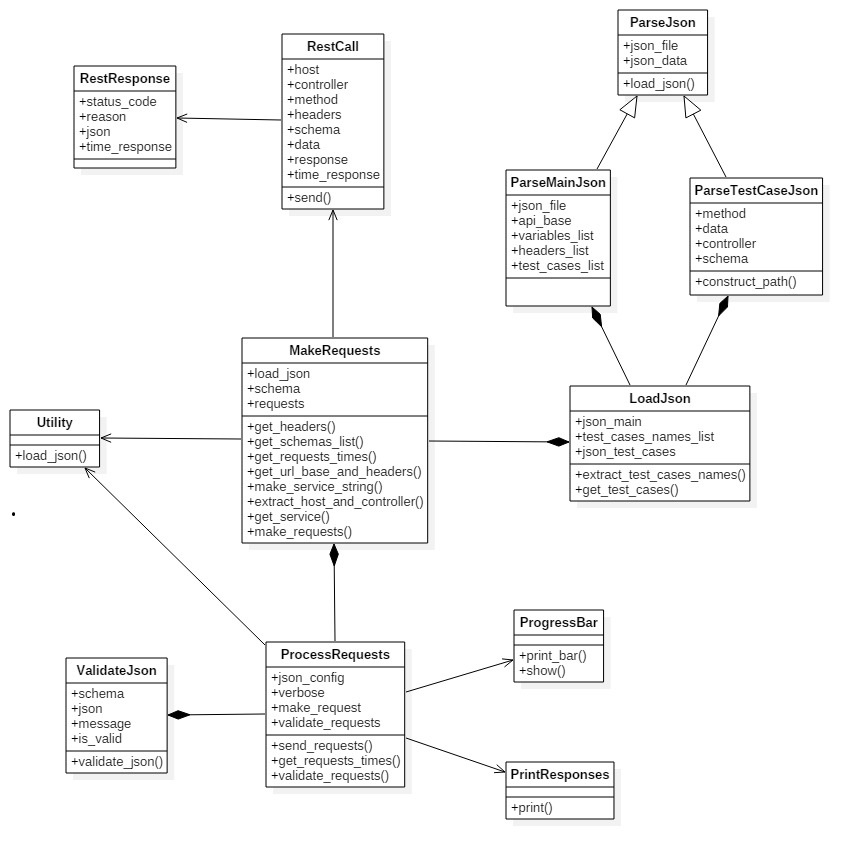 ParseJson
+json_file
+json_data
+load_json()
RestCall
+host
+controller
+method
+headers
+schema
+data
+response
+time_response
+send()
RestResponse
+status_code
+reason
+json
+time_response
ParseMainJson
+json_file
+api_base
+variables_list
+headers_list
+test_cases_list
ParseTestCaseJson
+method
+data
+controller
+schema
+construct_path()
MakeRequests
+load_json
+schema
+requests
+get_headers()
+get_schemas_list()
+get_requests_times()
+get_url_base_and_headers()
+make_service_string()
+extract_host_and_controller()
+get_service()
+make_requests()
LoadJson
+json_main
+test_cases_names_list
+json_test_cases
+extract_test_cases_names()
+get_test_cases()
Utility
+load_json()
ProgressBar
+print_bar()
+show()
ProcessRequests
+json_config
+verbose
+make_request
+validate_requests
+send_requests()
+get_requests_times()
+validate_requests()
ValidateJson
+schema
+json
+message
+is_valid
+validate_json()
PrintResponses
+print()